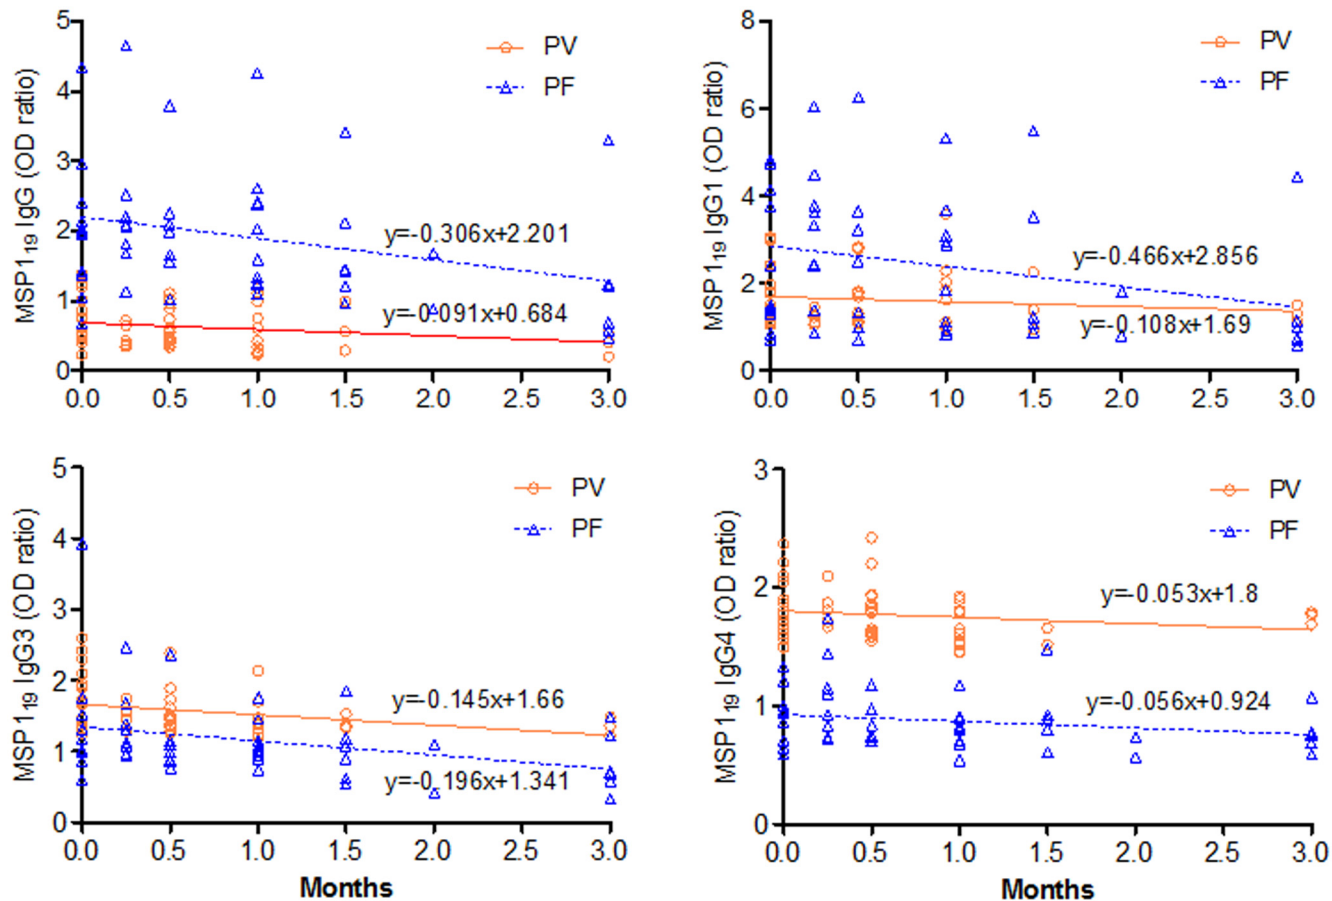 5
4
3
2
1
0
MSP1₁₉ IgG (OD ratio)
PV
PF
y=-0.306x+2.201
y=-0.091x+0.684
0.0 0.5 1.0 1.5 2.0 2.5 3.0
8
6
4
2
0
MSP1₁₉ IgG1 (OD ratio)
PV
PF
y=-0.466x+2.856
y=-0.108x+1.69
0.0 0.5 1.0 1.5 2.0 2.5 3.0
5
4
3
2
1
0
MSP1₁₉ IgG3 (OD ratio)
PV
PF
y=-0.145x+1.66
y=-0.196x+1.341
0.0 0.5 1.0 1.5 2.0 2.5 3.0
Months
3
2
1
0
MSP1₁₉ IgG4 (OD ratio)
PV
PF
y=-0.053x+1.8
y=-0.056x+0.924
0.0 0.5 1.0 1.5 2.0 2.5 3.0
Months